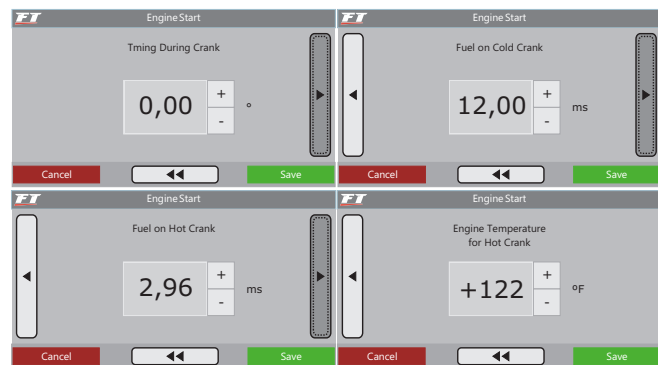 FT
Engine Start
Tming During Crank
0,00
+
-
°
Cancel
Save
FT
Engine Start
Fuel on Cold Crank
12,00
+
-
ms
Cancel
Save
FT
Engine Start
Fuel on Hot Crank
2,96
+
-
ms
Cancel
Save
FT
Engine Start
Engine Temperature
for Hot Crank
+122
+
-
ºF
Cancel
Save